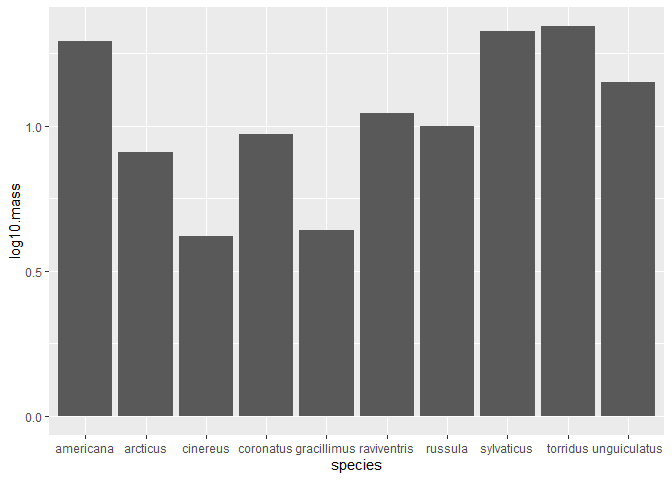 log10.mass
1.0
0.5
0.0
americana arcticus cinereus coronatus gracillimus raviventris russula sylvaticus torridus unguiculatus
species